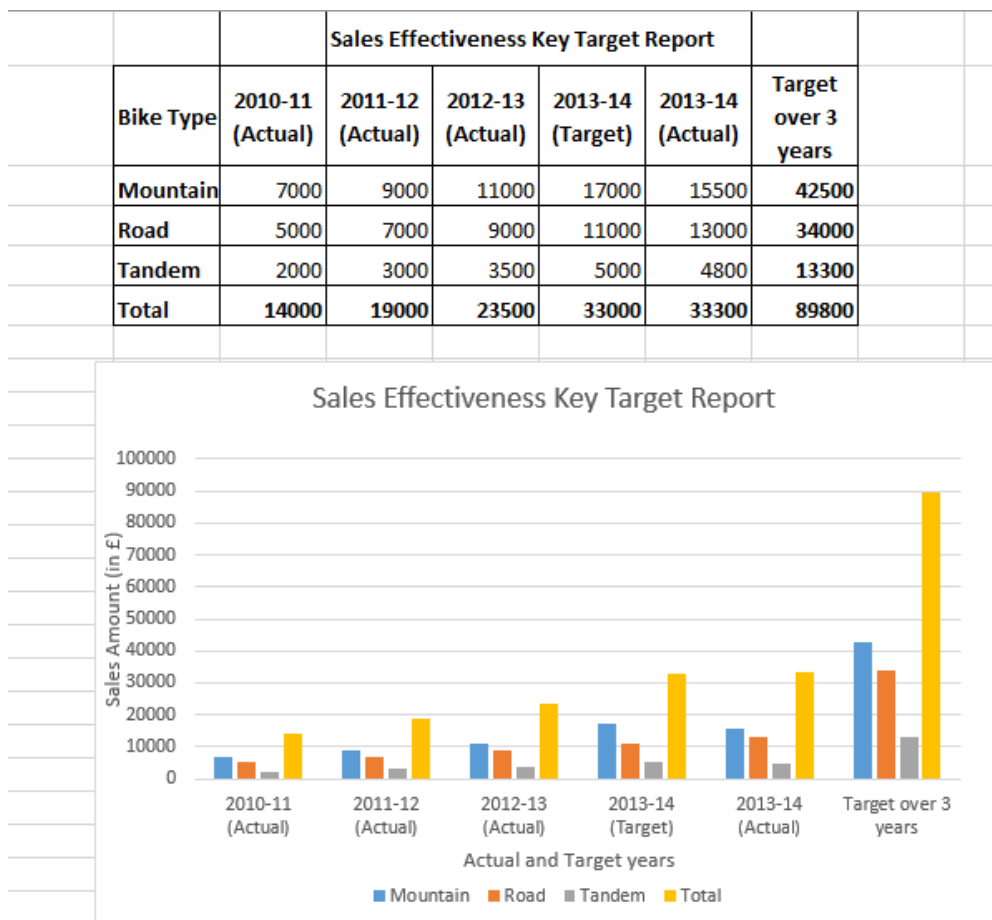 Sales Effectiveness Key Target Report
Bike Type 2010-11 (Actual) 2011-12 (Actual) 2012-13 (Actual) 2013-14 (Target) 2013-14 (Actual) Target over 3 years
Mountain 7000 9000 11000 17000 15500 42500
Road 5000 7000 9000 11000 13000 34000
Tandem 2000 3000 3500 5000 4800 13300
Total 14000 19000 23500 33000 33300 89800
Sales Effectiveness Key Target Report
Sales Amount (in £)
100000
90000
80000
70000
60000
50000
40000
30000
20000
10000
0
2010-11 (Actual) 2011-12 (Actual) 2012-13 (Actual) 2013-14 (Target) 2013-14 (Actual) Target over 3 years
Actual and Target years
Mountain Road Tandem Total